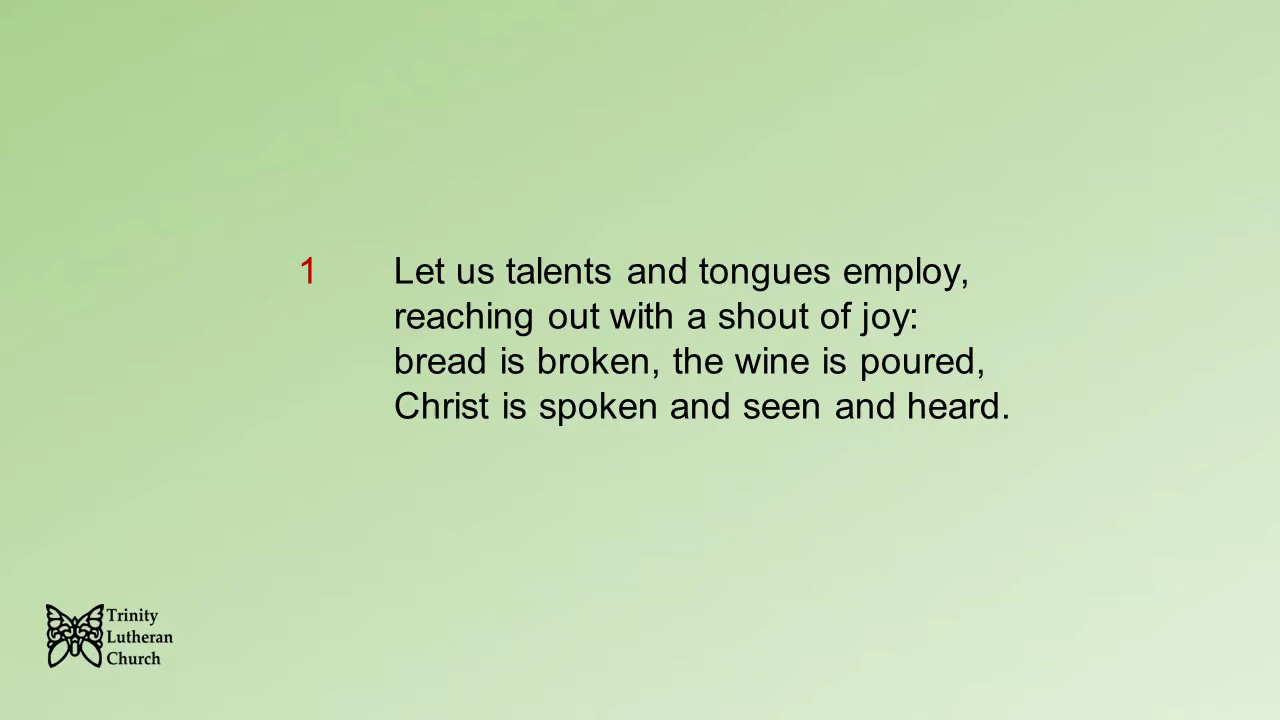 1 Let us talents and tongues employ,
reaching out with a shout of joy:
bread is broken, the wine is poured,
Christ is spoken and seen and heard.
Trinity
Lutheran
Church